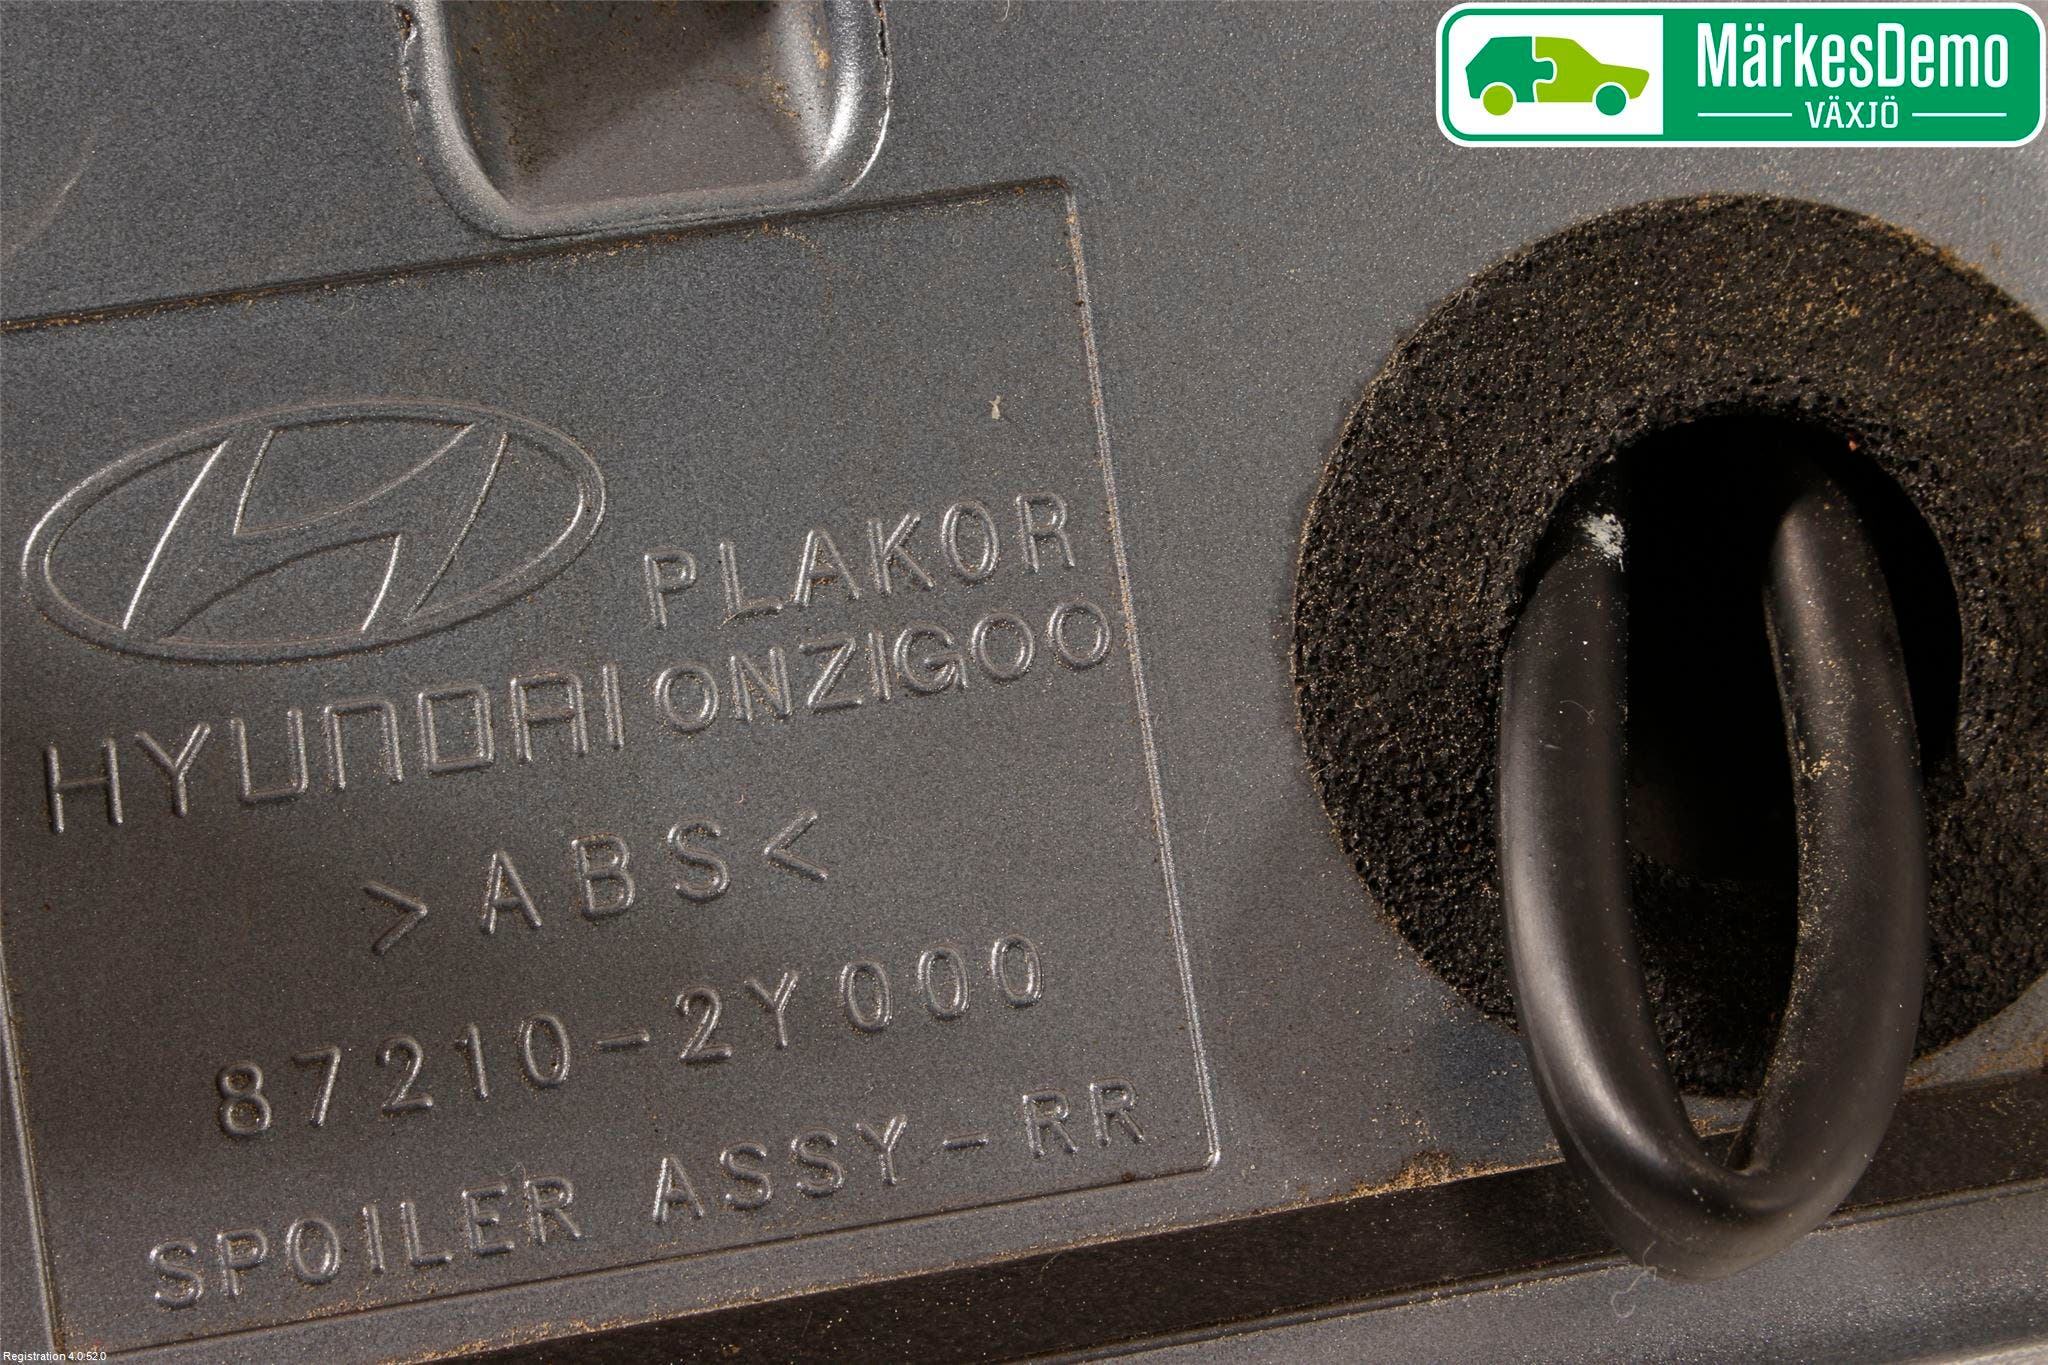 MärkesDemo
VÄXJÖ
PLAKOR
HYUNDAI ONZIGOO
>ABS<
87210-2Y000
SPOILER ASSY-RR
Registration 4.0:52.0